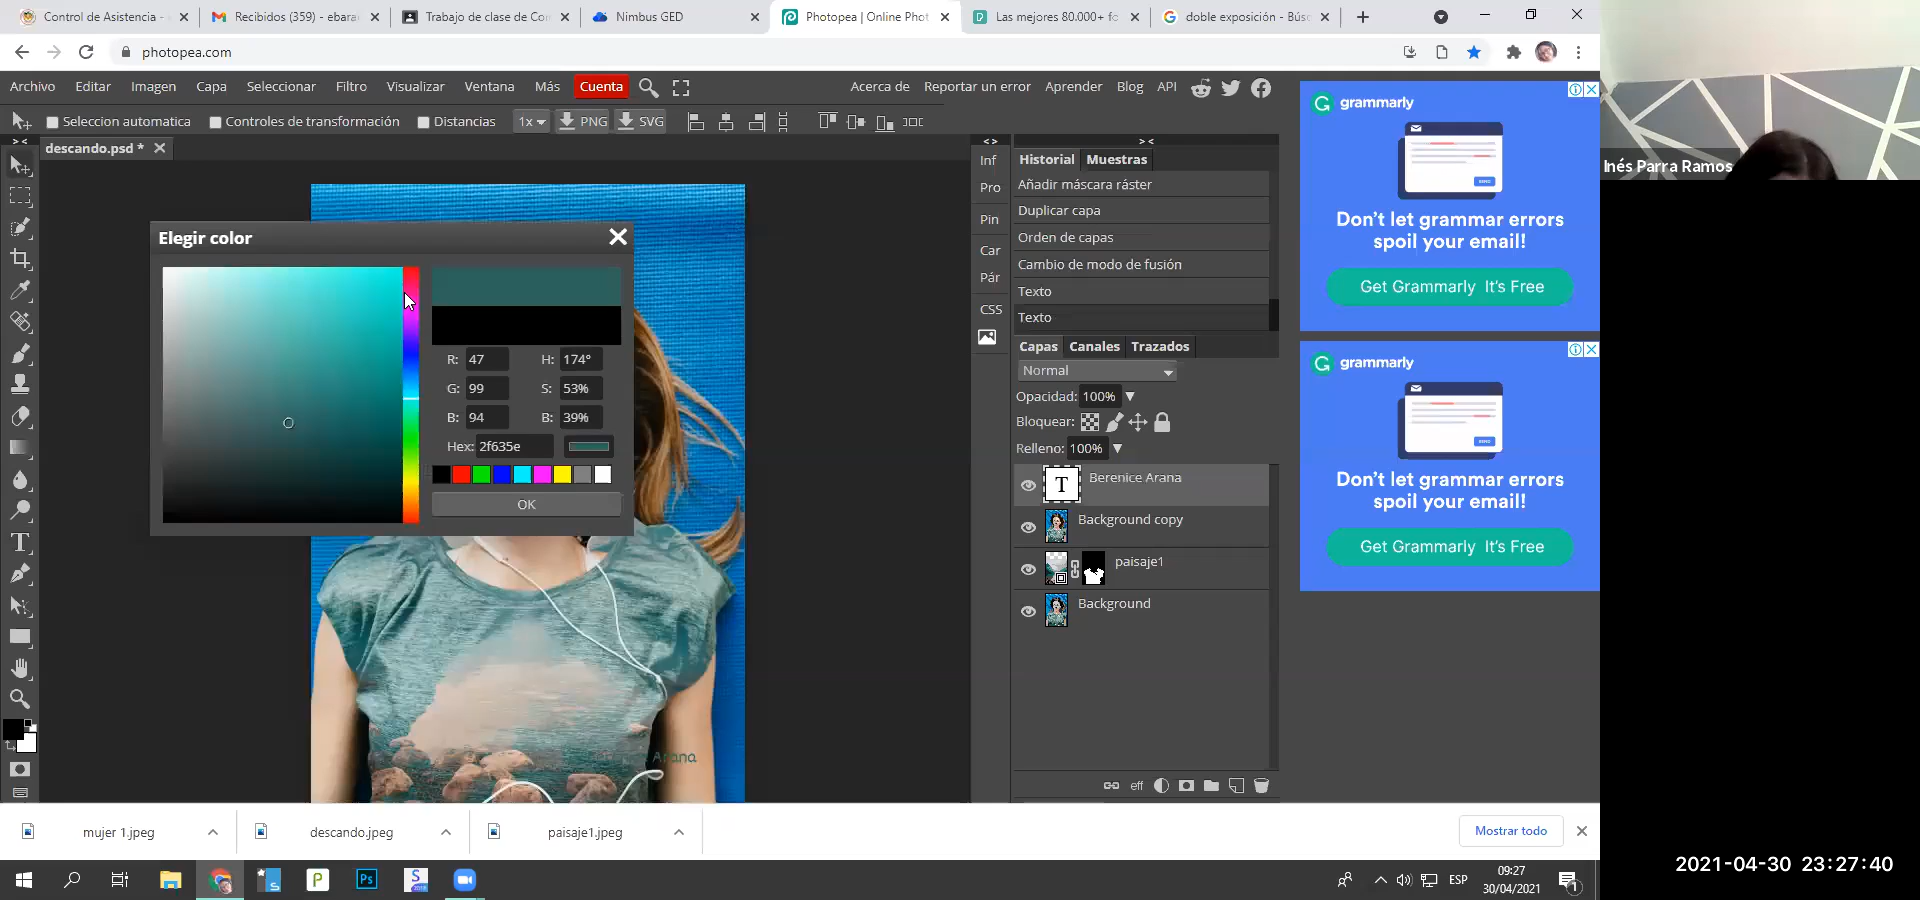 Control de Asistencia -
Recibidos (359) - ebara
Trabajo de clase de Con
Nimbus GED
Photopea | Online Phot
Las mejores 80.000+ fo
doble exposición - Bús
photopea.com
Archivo Editar Imagen Capa Seleccionar Filtro Visualizar Ventana Más Cuenta
Acerca de Reportar un error Aprender Blog API
Seleccion automatica Controles de transformación Distancias 1x PNG SVG
descando.psd *
Elegir color
R: 47 H: 174°
G: 99 S: 53%
B: 94 B: 39%
Hex: 2f635e
OK
Arana
Inf
Pro
Pin
Car
Pár
CSS
Historial Muestras
Añadir máscara ráster
Duplicar capa
Orden de capas
Cambio de modo de fusión
Texto
Texto
Capas Canales Trazados
Normal
Opacidad: 100%
Bloquear:
Relleno: 100%
T Berenice Arana
Background copy
paisaje1
Background
eff
grammarly
Don't let grammar errors
spoil your email!
Get Grammarly It's Free
grammarly
Don't let grammar errors
spoil your email!
Get Grammarly It's Free
Inés Parra Ramos
mujer 1.jpeg
descando.jpeg
paisaje1.jpeg
Mostrar todo
ESP
09:27
30/04/2021
1
2021-04-30 23:27:40